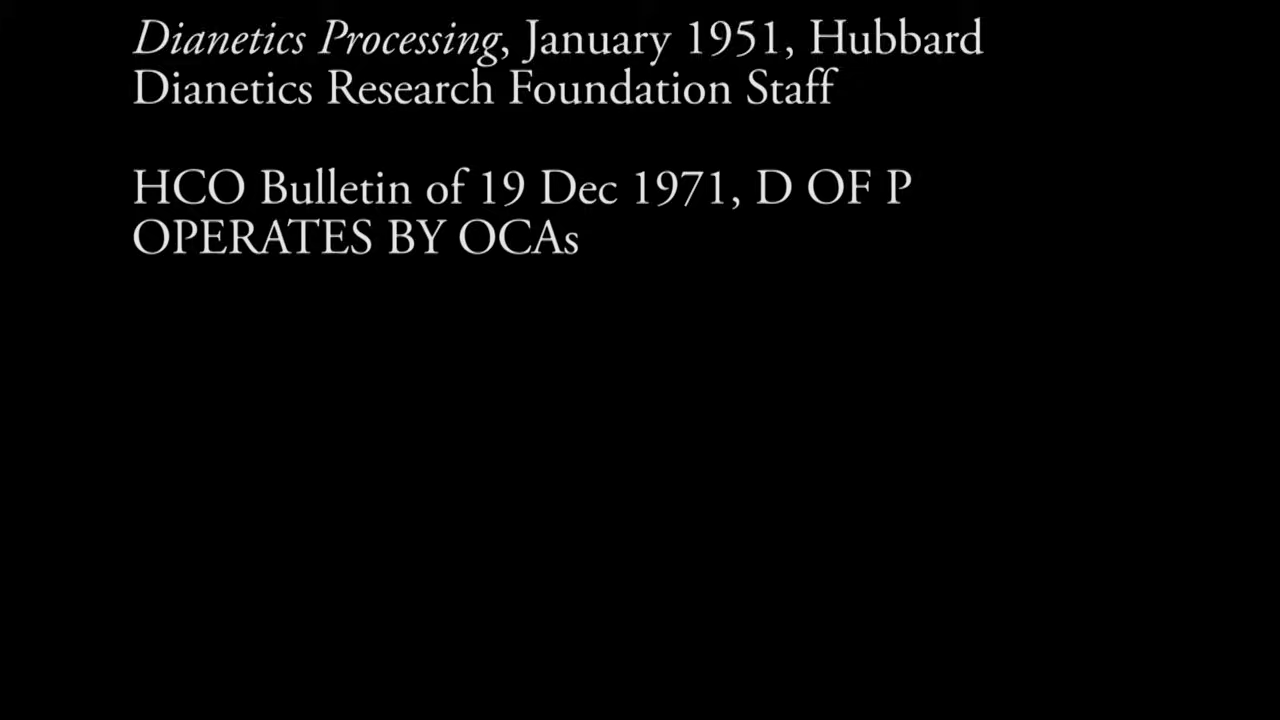 Dianetics Processing, January 1951, Hubbard
Dianetics Research Foundation Staff
HCO Bulletin of 19 Dec 1971, D OF P
OPERATES BY OCAs